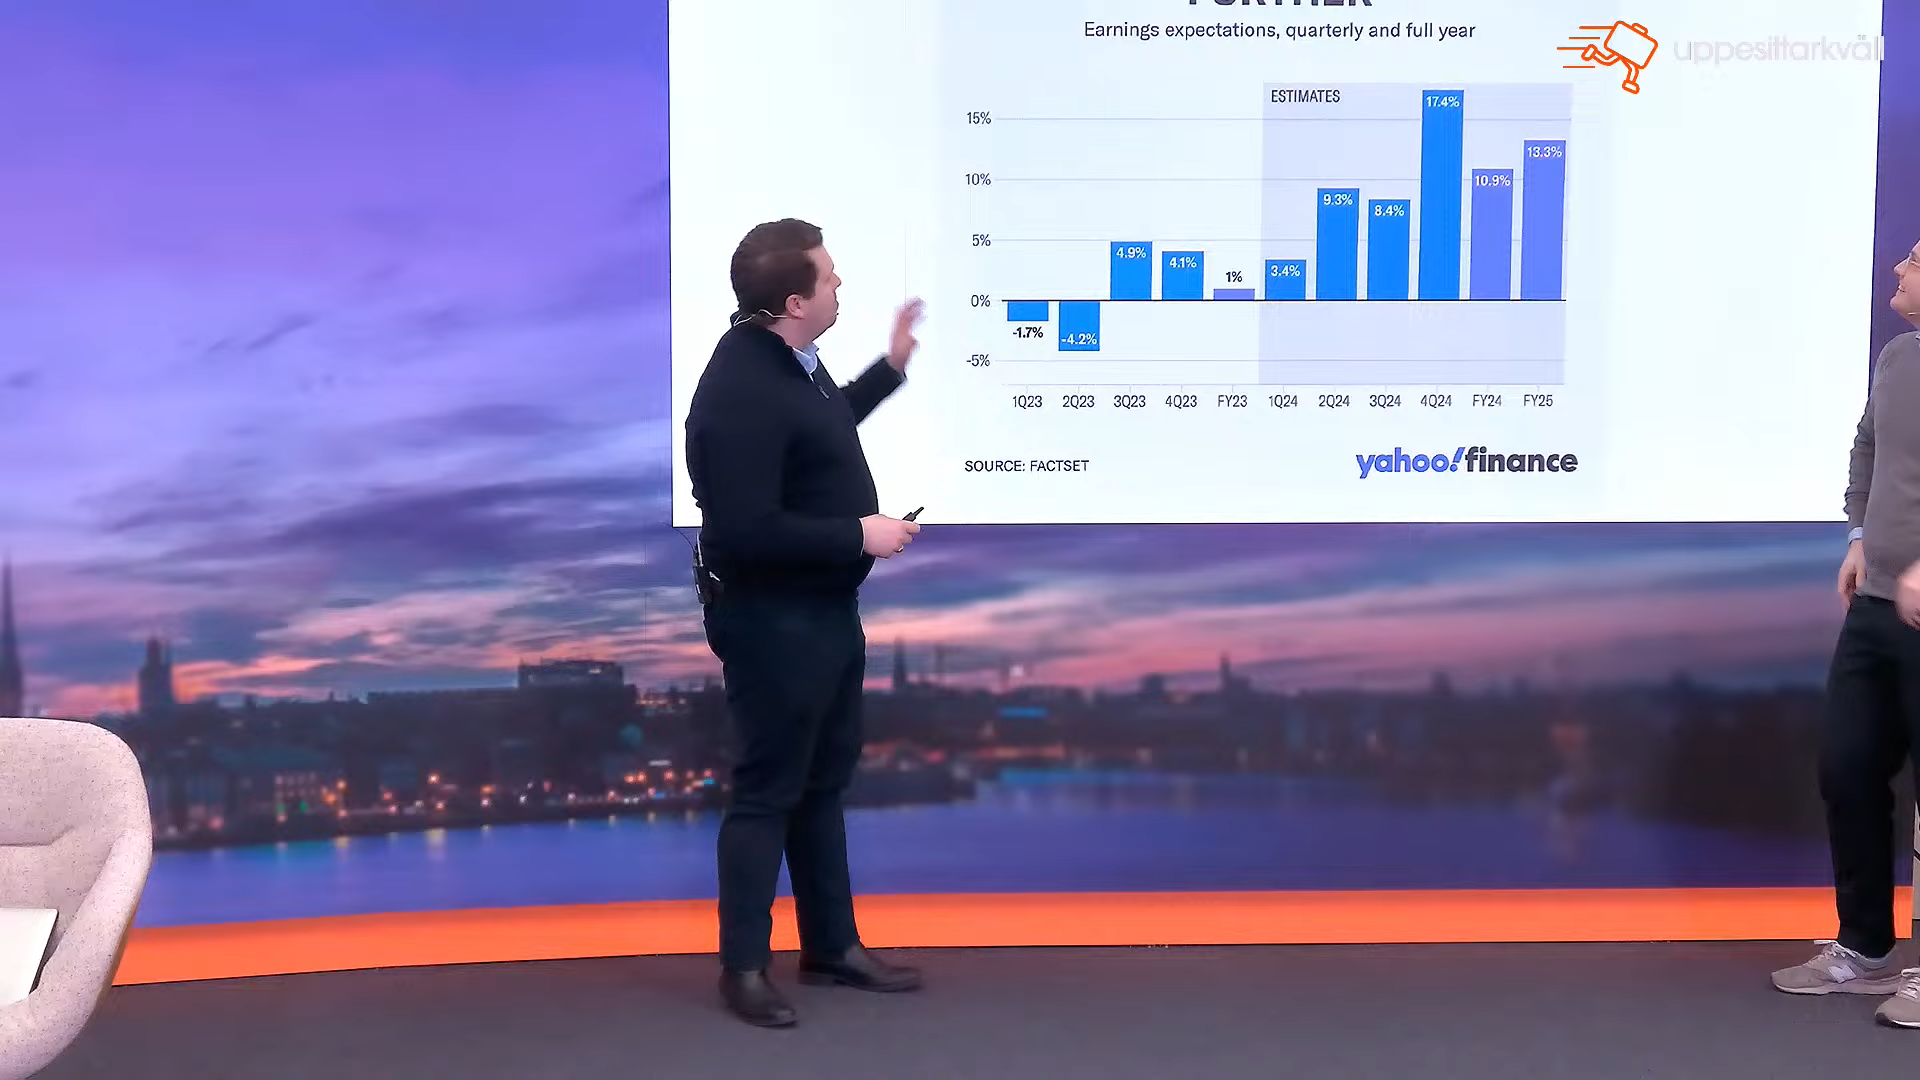 Earnings expectations, quarterly and full year
uppesittarkväll
ESTIMATES
15%
10%
5%
0%
-5%
-1.7%
-4.2%
4.9%
4.1%
1%
3.4%
9.3%
8.4%
17.4%
10.9%
13.3%
1Q23 2Q23 3Q23 4Q23 FY23 1Q24 2Q24 3Q24 4Q24 FY24 FY25
SOURCE: FACTSET
yahoo!finance